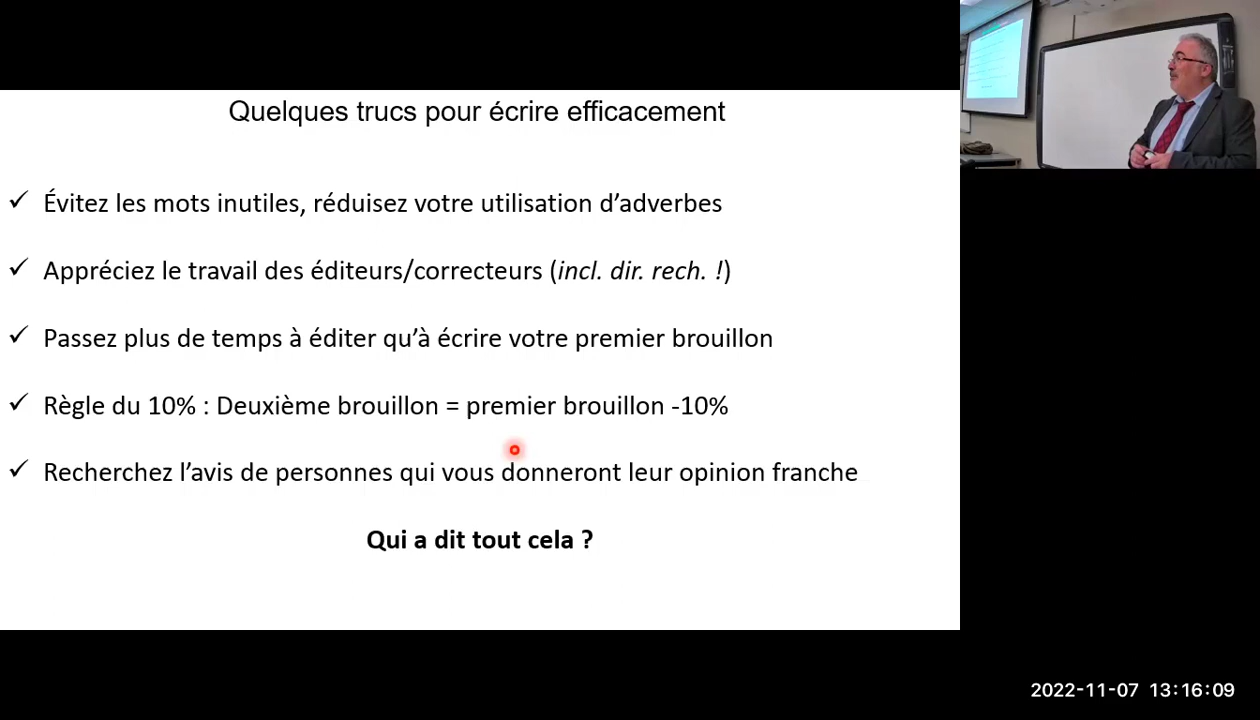 Quelques trucs pour écrire efficacement
✓ Évitez les mots inutiles, réduisez votre utilisation d’adverbes
✓ Appréciez le travail des éditeurs/correcteurs (incl. dir. rech. !)
✓ Passez plus de temps à éditer qu’à écrire votre premier brouillon
✓ Règle du 10% : Deuxième brouillon = premier brouillon -10%
✓ Recherchez l’avis de personnes qui vous donneront leur opinion franche
Qui a dit tout cela ?
2022-11-07 13:16:09